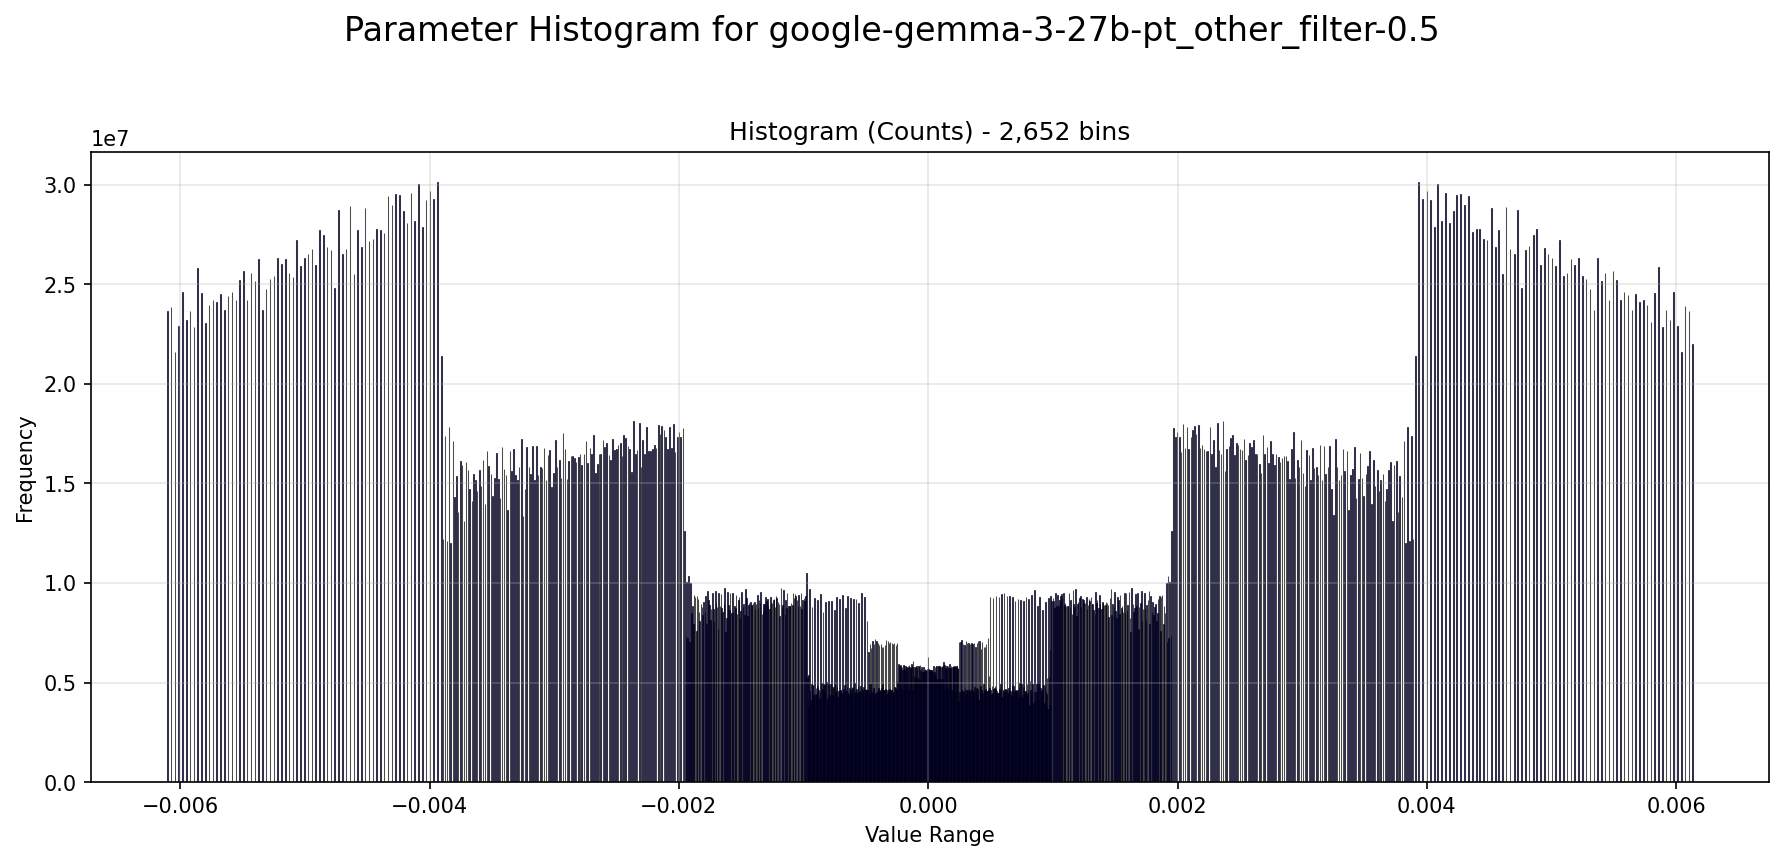 Parameter Histogram for google-gemma-3-27b-pt_other_filter-0.5
Histogram (Counts) - 2,652 bins
1e7
3.0
2.5
2.0
1.5
1.0
0.5
0.0
Frequency
−0.006 −0.004 −0.002 0.000 0.002 0.004 0.006
Value Range